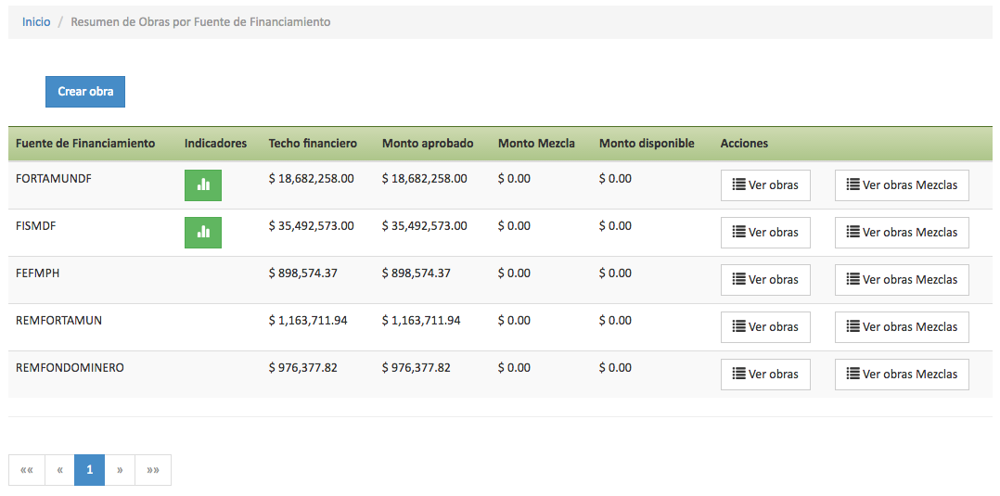 Inicio / Resumen de Obras por Fuente de Financiamiento
Crear obra
Fuente de Financiamiento Indicadores Techo financiero Monto aprobado Monto Mezcla Monto disponible Acciones
FORTAMUNDF $ 18,682,258.00 $ 18,682,258.00 $ 0.00 $ 0.00 Ver obras Ver obras Mezclas
FISMDF $ 35,492,573.00 $ 35,492,573.00 $ 0.00 $ 0.00 Ver obras Ver obras Mezclas
FEFMPH $ 898,574.37 $ 898,574.37 $ 0.00 $ 0.00 Ver obras Ver obras Mezclas
REMFORTAMUN $ 1,163,711.94 $ 1,163,711.94 $ 0.00 $ 0.00 Ver obras Ver obras Mezclas
REMFONDOMINERO $ 976,377.82 $ 976,377.82 $ 0.00 $ 0.00 Ver obras Ver obras Mezclas
«« « 1 » »»